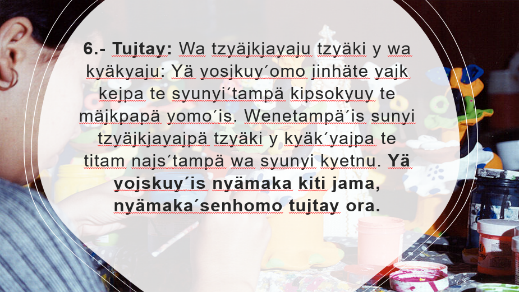 6.- Tujtay: Wa tzyäjkjayaju tzyäki y wa
kyäkyaju: Yä yosjkuy´omo jinhäte yajk
kejpa te syunyi´tampä kipsokyuy te
mäjkpapä yomo´is. Wenetampä´is sunyi
tzyäjkjayajpä tzyäki y kyäk´yajpa te
titam najs´tampä wa syunyi kyetnu. Yä
yojskuy´is nyämaka kiti jama,
nyämaka´senhomo tujtay ora.